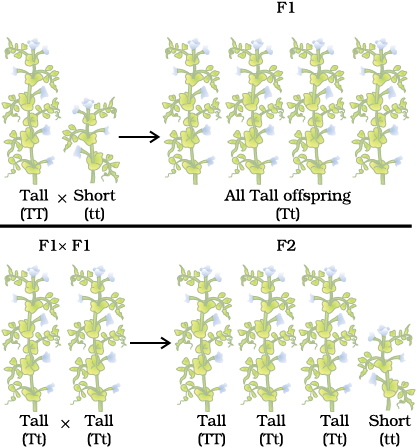 F1
Tall × Short
(TT) (tt)
All Tall offspring
(Tt)
F1× F1
F2
Tall × Tall
(Tt) (Tt)
Tall Tall Tall Short
(TT) (Tt) (Tt) (tt)